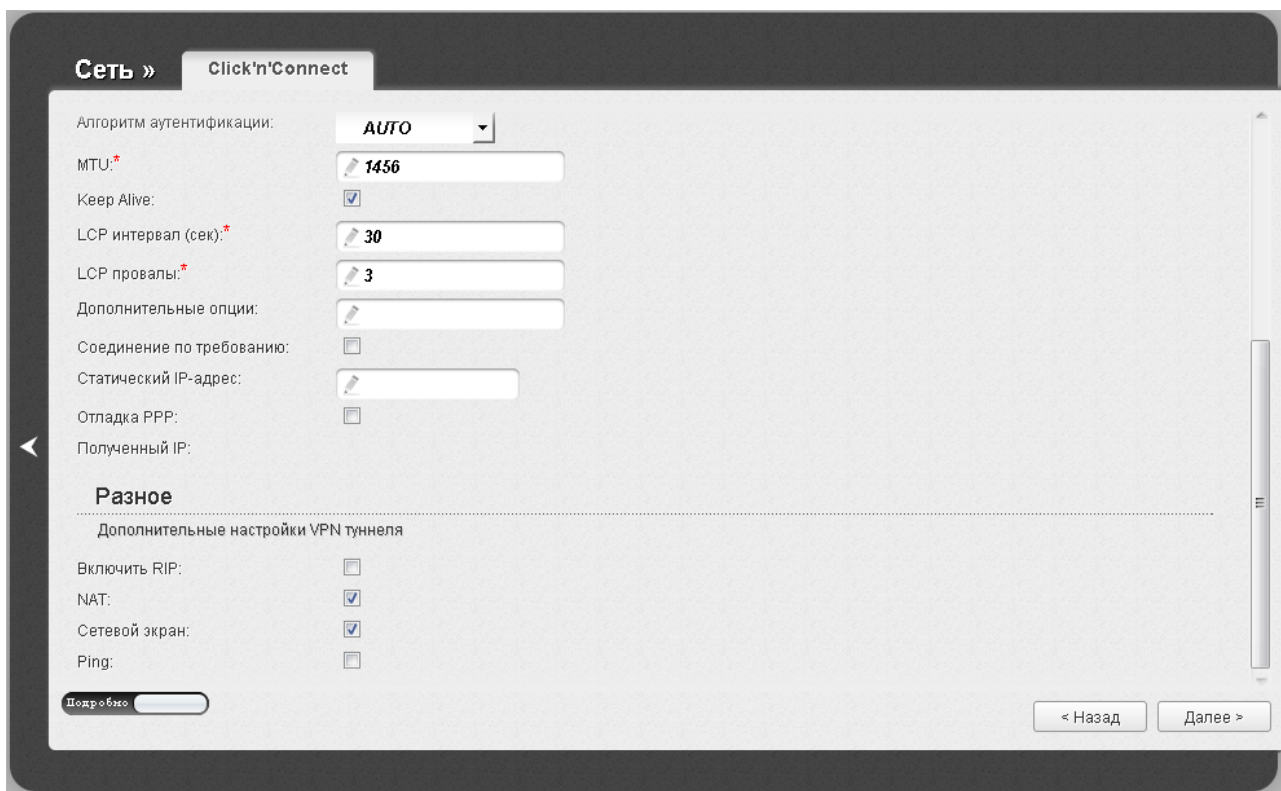 Сеть »
Click'n'Connect
Алгоритм аутентификации: AUTO
MTU:* 1456
Keep Alive:
LCP интервал (сек):* 30
LCP провалы:* 3
Дополнительные опции:
Соединение по требованию:
Статический IP-адрес:
Отладка PPP:
Полученный IP:
Разное
Дополнительные настройки VPN туннеля
Включить RIP:
NAT:
Сетевой экран:
Ping:
Подробно
< Назад
Далее >